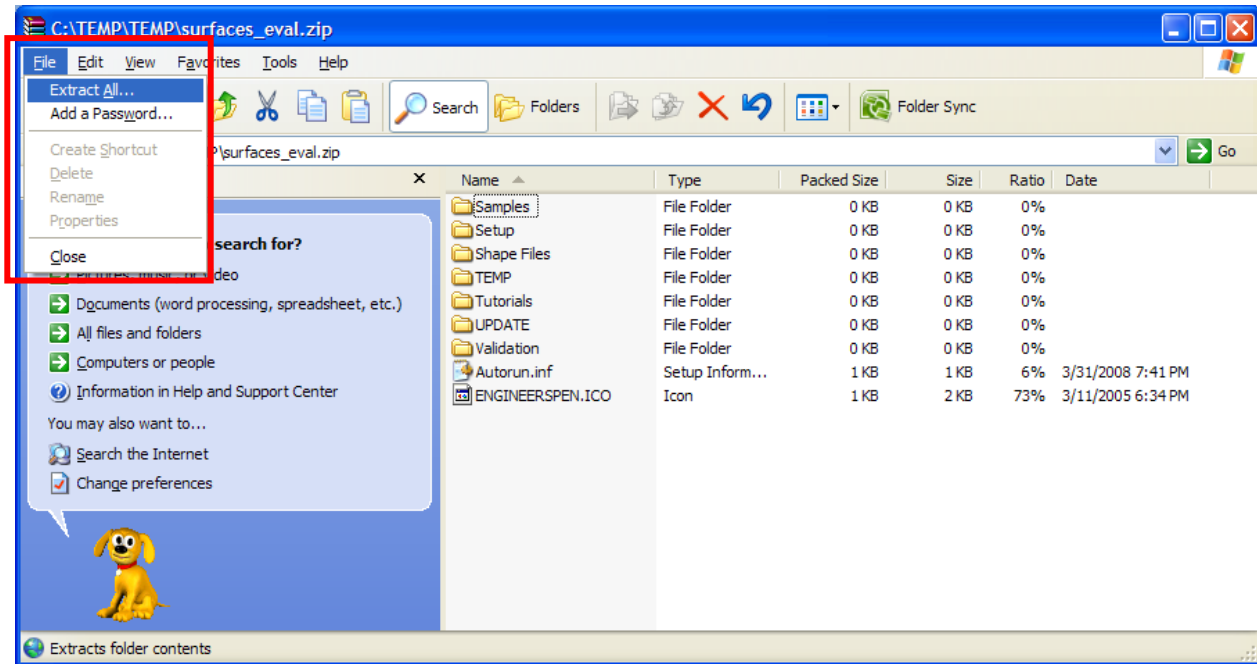 C:\TEMP\TEMP\surfaces_eval.zip
File Edit View Favorites Tools Help
Extract All...
Add a Password...
Create Shortcut
Delete
Rename
Properties
Close
Search Folders Folder Sync
P\surfaces_eval.zip Go
search for?
Pictures, music, or video
Documents (word processing, spreadsheet, etc.)
All files and folders
Computers or people
Information in Help and Support Center
You may also want to...
Search the Internet
Change preferences
Name Type Packed Size Size Ratio Date
Samples File Folder 0 KB 0 KB 0%
Setup File Folder 0 KB 0 KB 0%
Shape Files File Folder 0 KB 0 KB 0%
TEMP File Folder 0 KB 0 KB 0%
Tutorials File Folder 0 KB 0 KB 0%
UPDATE File Folder 0 KB 0 KB 0%
Validation File Folder 0 KB 0 KB 0%
Autorun.inf Setup Inform... 1 KB 1 KB 6% 3/31/2008 7:41 PM
ENGINEERSPEN.ICO Icon 1 KB 2 KB 73% 3/11/2005 6:34 PM
Extracts folder contents